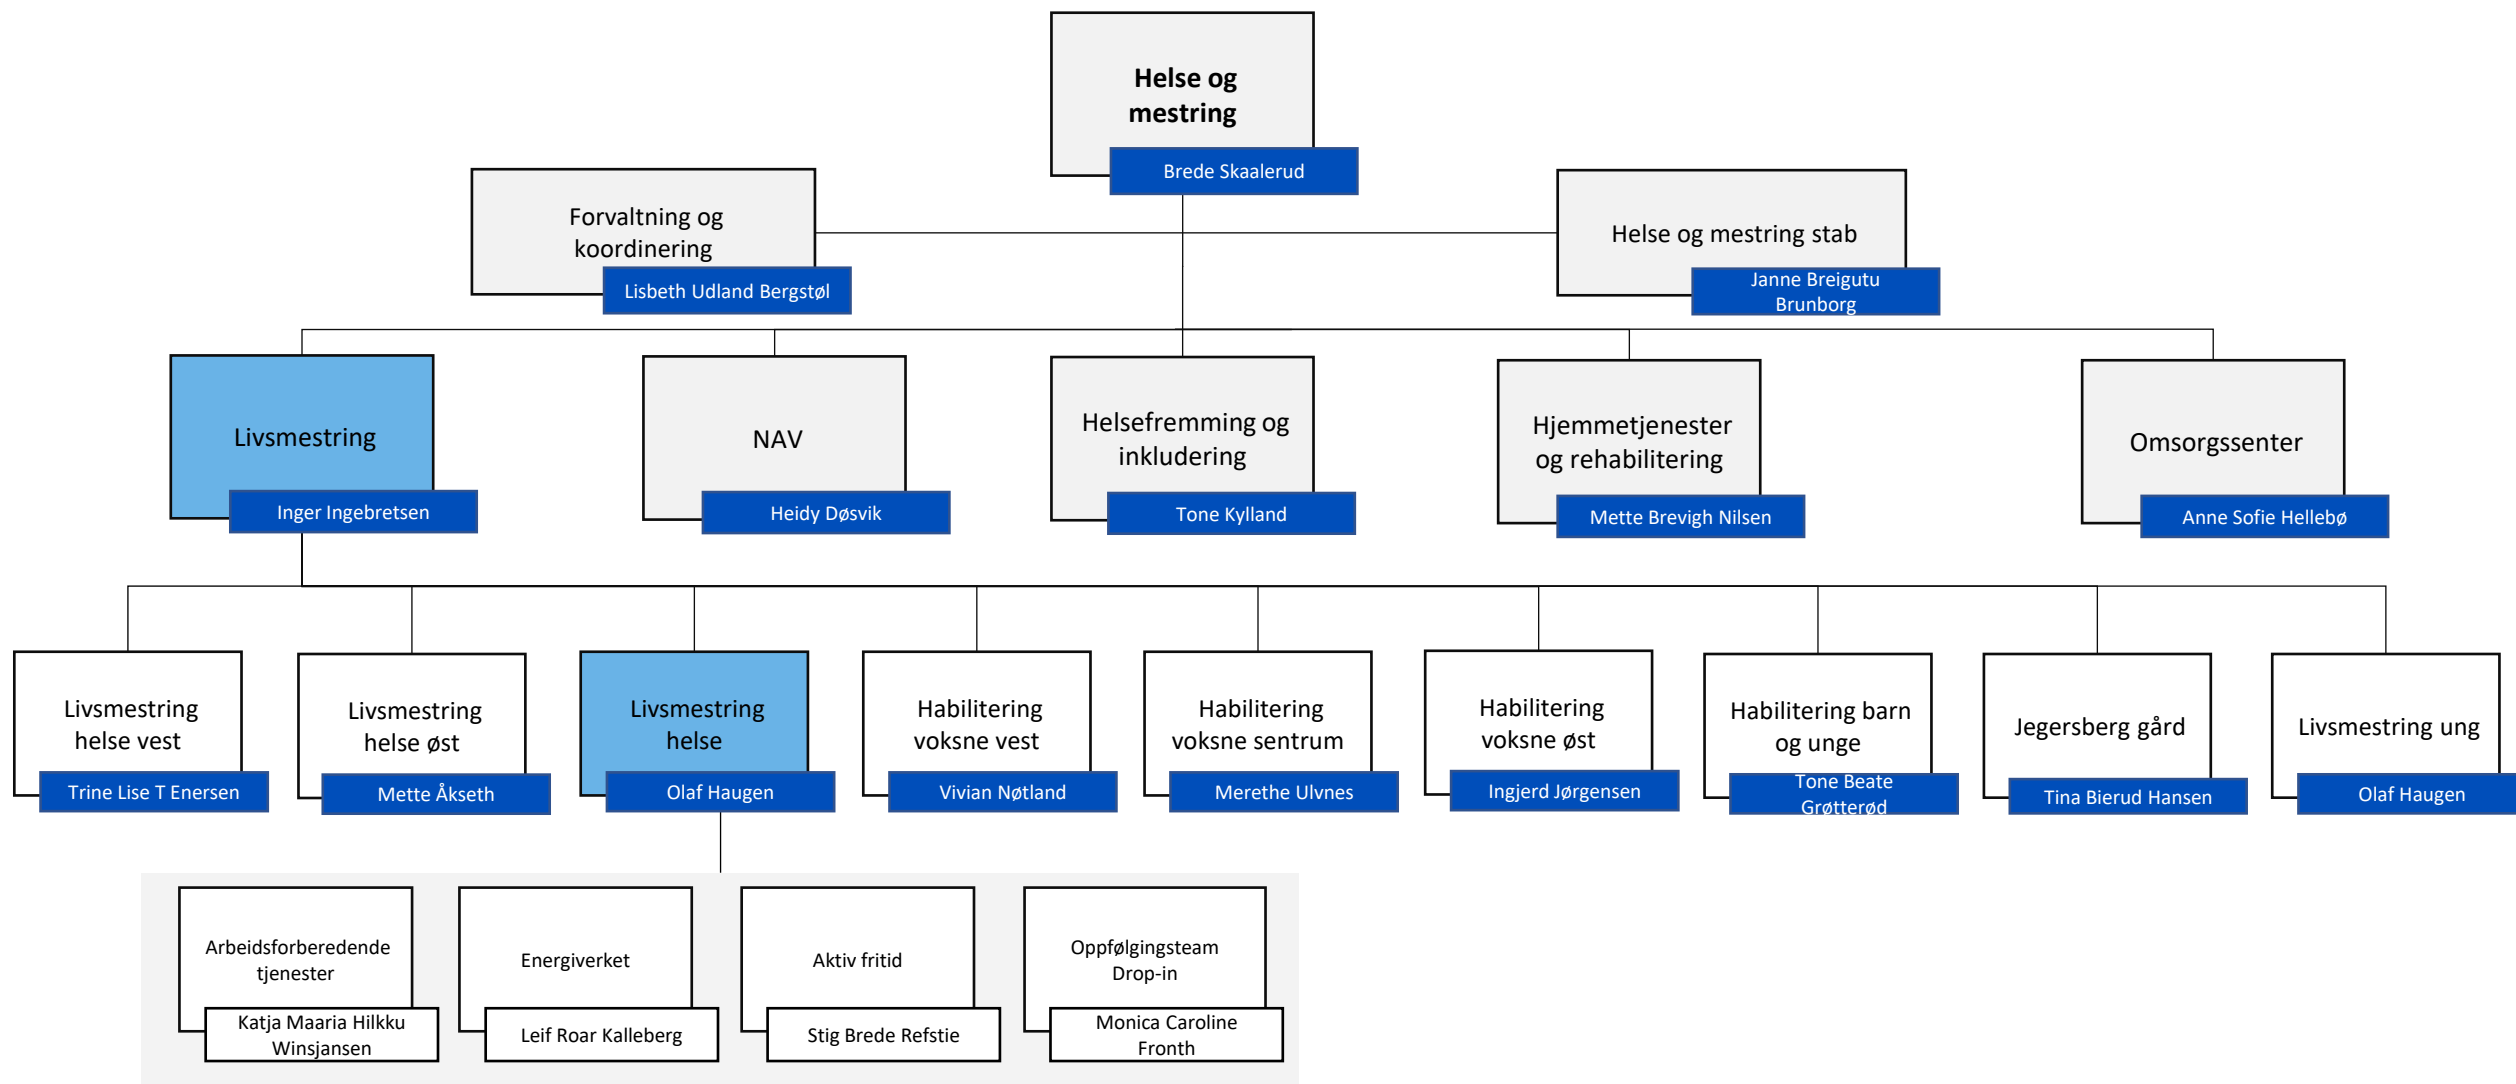 Helse og
mestring
Brede Skaalerud
Forvaltning og
koordinering
Lisbeth Udland Bergstøl
Helse og mestring stab
Janne Breigutu
Brunborg
Livsmestring
Inger Ingebretsen
NAV
Heidy Døsvik
Helsefremming og
inkludering
Tone Kylland
Hjemmetjenester
og rehabilitering
Mette Brevigh Nilsen
Omsorgssenter
Anne Sofie Hellebø
Livsmestring
helse vest
Trine Lise T Enersen
Livsmestring
helse øst
Mette Åkseth
Livsmestring
helse
Olaf Haugen
Habilitering
voksne vest
Vivian Nøtland
Habilitering
voksne sentrum
Merethe Ulvnes
Habilitering
voksne øst
Ingjerd Jørgensen
Habilitering barn
og unge
Tone Beate
Grøtterød
Jegersberg gård
Tina Bierud Hansen
Livsmestring ung
Olaf Haugen
Arbeidsforberedende
tjenester
Katja Maaria Hilkku
Winsjansen
Energiverket
Leif Roar Kalleberg
Aktiv fritid
Stig Brede Refstie
Oppfølgingsteam
Drop-in
Monica Caroline
Fronth